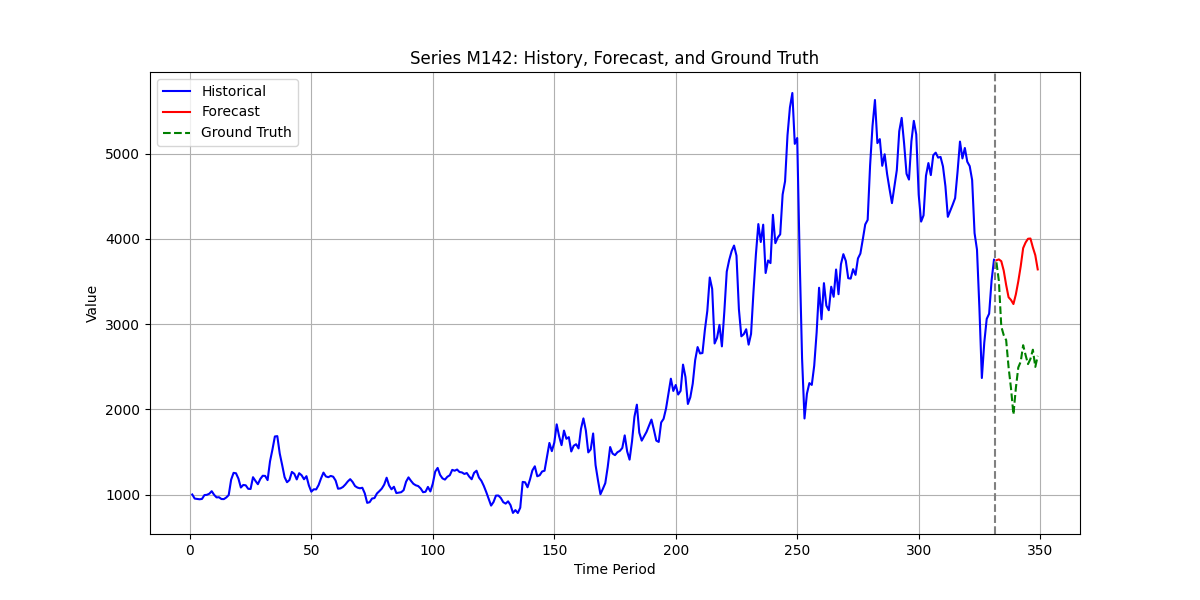 Series M142: History, Forecast, and Ground Truth
Historical
Forecast
Ground Truth
Value
5000
4000
3000
2000
1000
0
50
100
150
200
250
300
350
Time Period